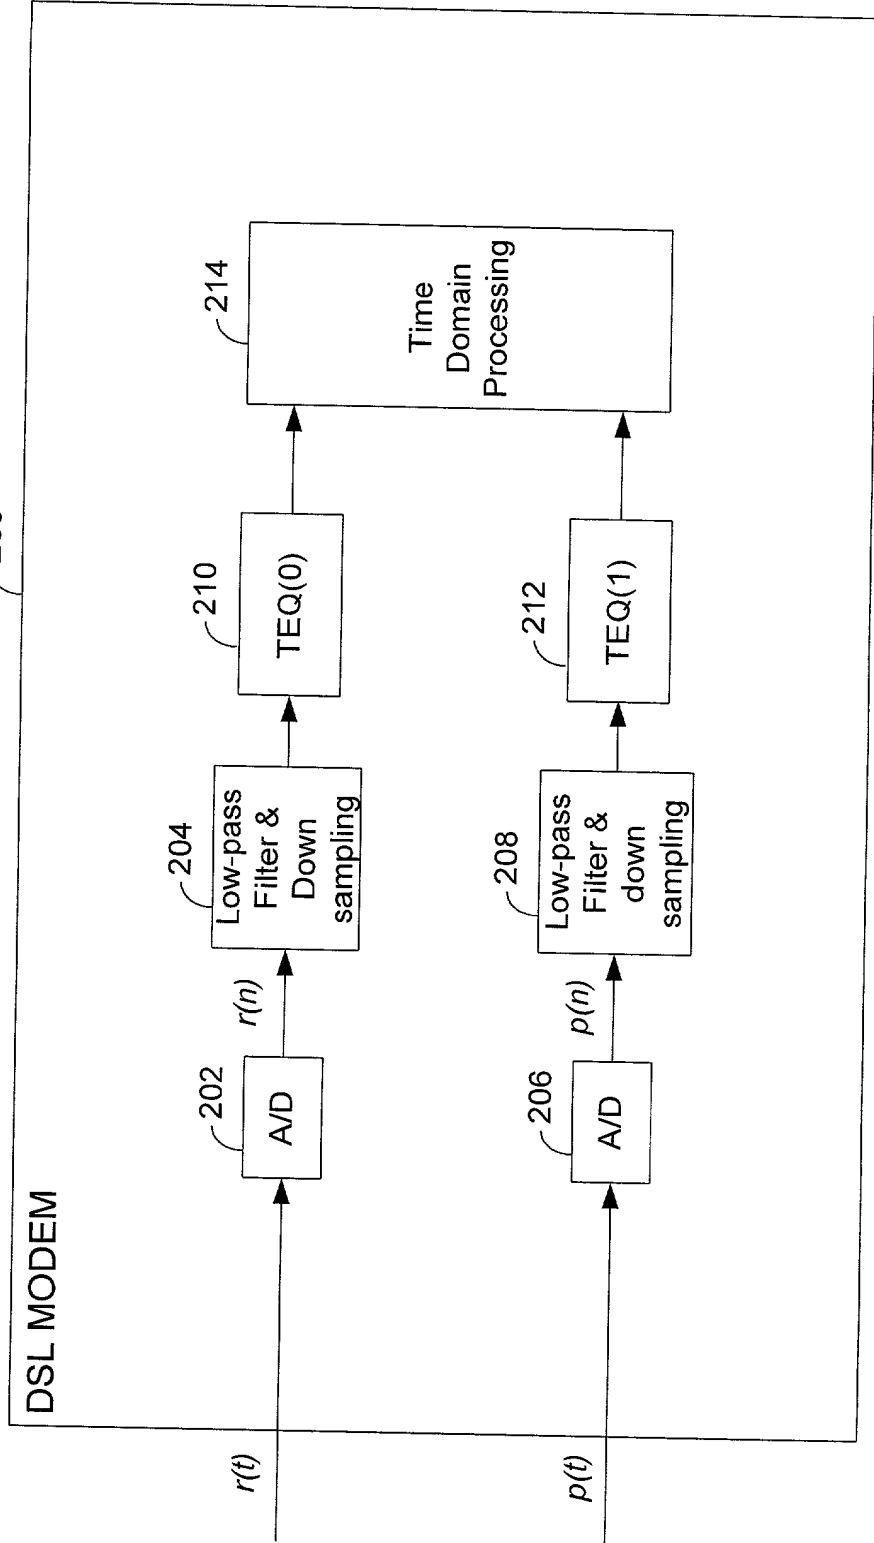 DSL MODEM
r(t)
202
A/D
r(n)
204
Low-pass
Filter &
Down
sampling
210
TEQ(0)
214
Time
Domain
Processing
p(t)
206
A/D
p(n)
208
Low-pass
Filter &
down
sampling
212
TEQ(1)